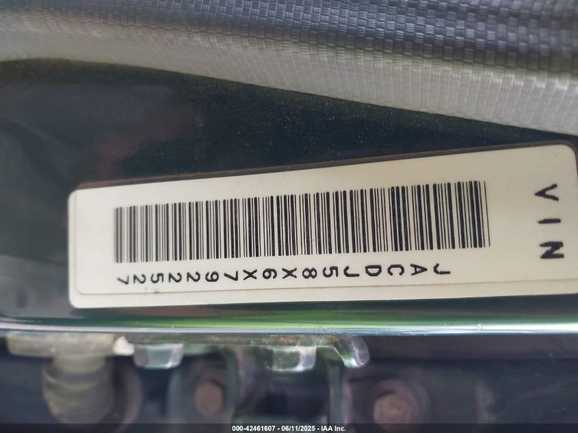 VIN
JACDJ58X6X7922527
000-42461607 - 06/11/2025 - IAA Inc.